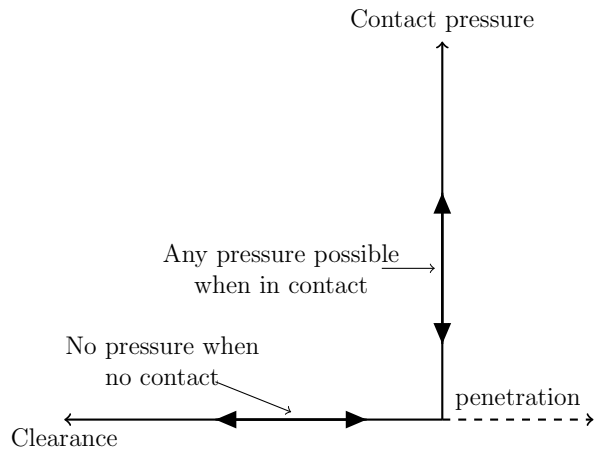 Contact pressure
Any pressure possible
when in contact
No pressure when
no contact
penetration
Clearance